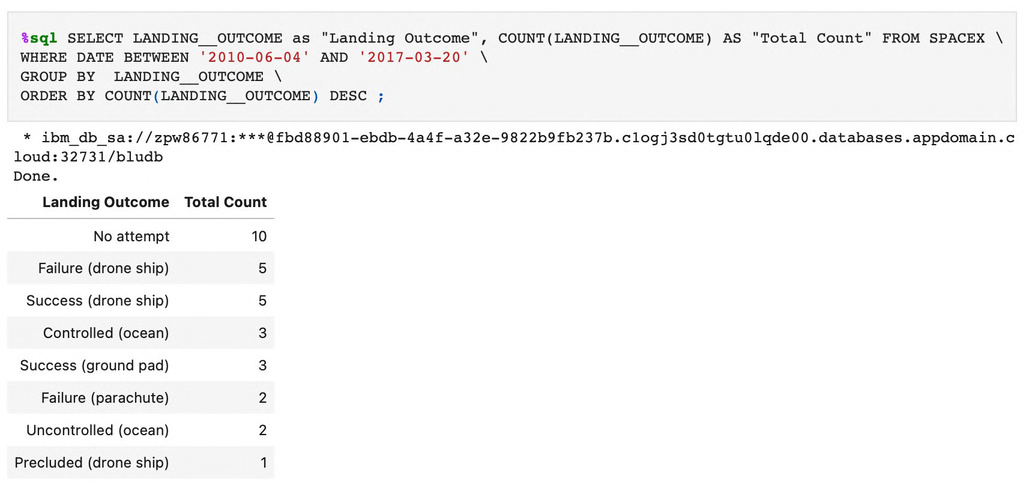 %sql SELECT LANDING__OUTCOME as "Landing Outcome", COUNT(LANDING__OUTCOME) AS "Total Count" FROM SPACEX \
WHERE DATE BETWEEN '2010-06-04' AND '2017-03-20' \
GROUP BY  LANDING__OUTCOME \
ORDER BY COUNT(LANDING__OUTCOME) DESC ;
* ibm_db_sa://zpw86771:***@fbd88901-ebdb-4a4f-a32e-9822b9fb237b.c1ogj3sd0tgtu0lqde00.databases.appdomain.c
loud:32731/bludb
Done.
Landing Outcome Total Count
No attempt 10
Failure (drone ship) 5
Success (drone ship) 5
Controlled (ocean) 3
Success (ground pad) 3
Failure (parachute) 2
Uncontrolled (ocean) 2
Precluded (drone ship) 1